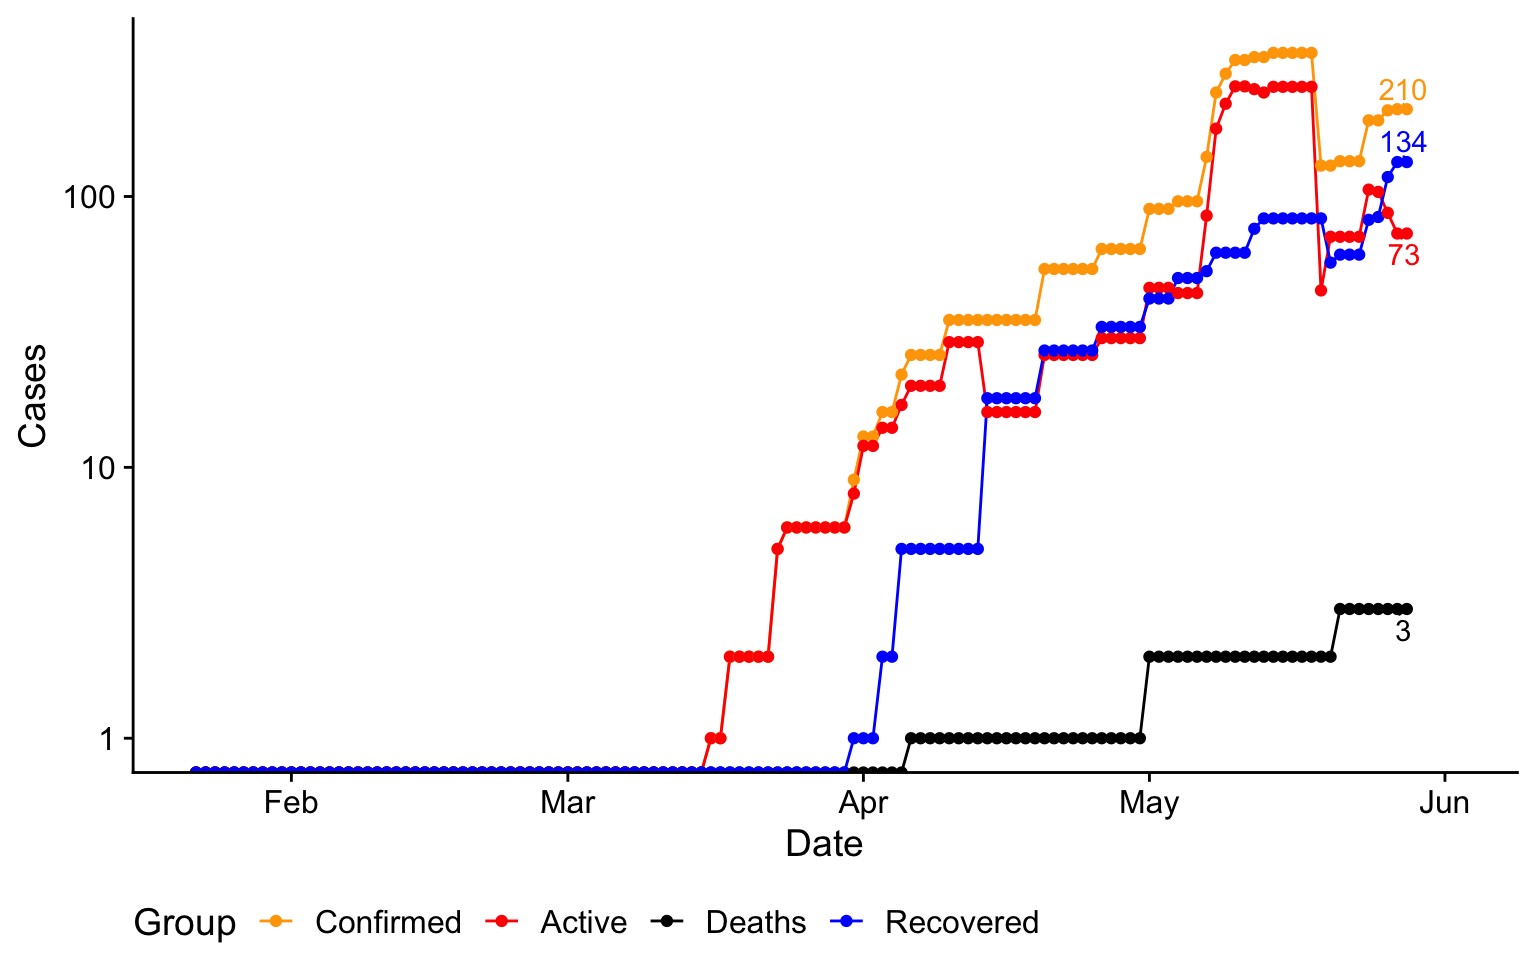 210
134
100
73
Cases
10
3
1
Feb Mar Apr May Jun
Date
Group Confirmed Active Deaths Recovered